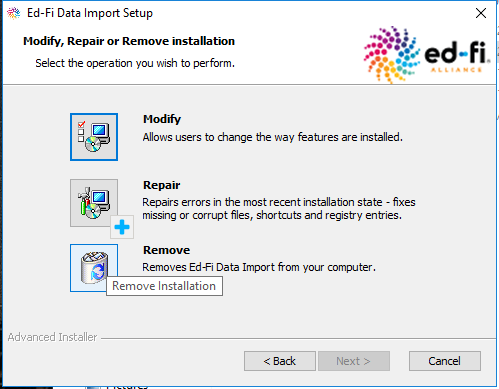 Ed-Fi Data Import Setup
Modify, Repair or Remove installation
Select the operation you wish to perform.
ed-fi
ALLIANCE
Modify
Allows users to change the way features are installed.
Repair
Repairs errors in the most recent installation state - fixes
missing or corrupt files, shortcuts and registry entries.
Remove
Removes Ed-Fi Data Import from your computer.
Remove Installation
Advanced Installer
< Back
Next >
Cancel
Pictures